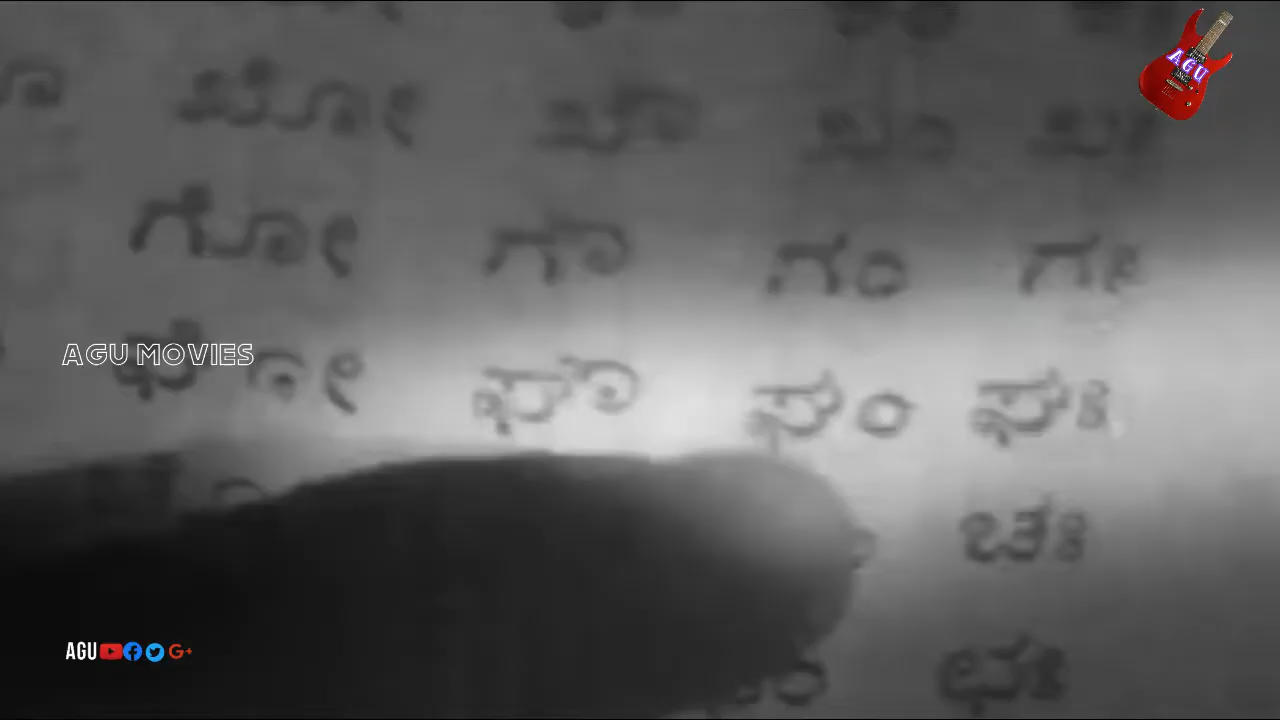 AGU
ಖೋ ಖೌ ಖಂ ಖಃ
ಗೋ ಗೌ ಗಂ ಗಃ
AGU MOVIES
ಘೋ ಘೌ ಘಂ ಘಃ
ಚಃ
AGU
ಛಃ